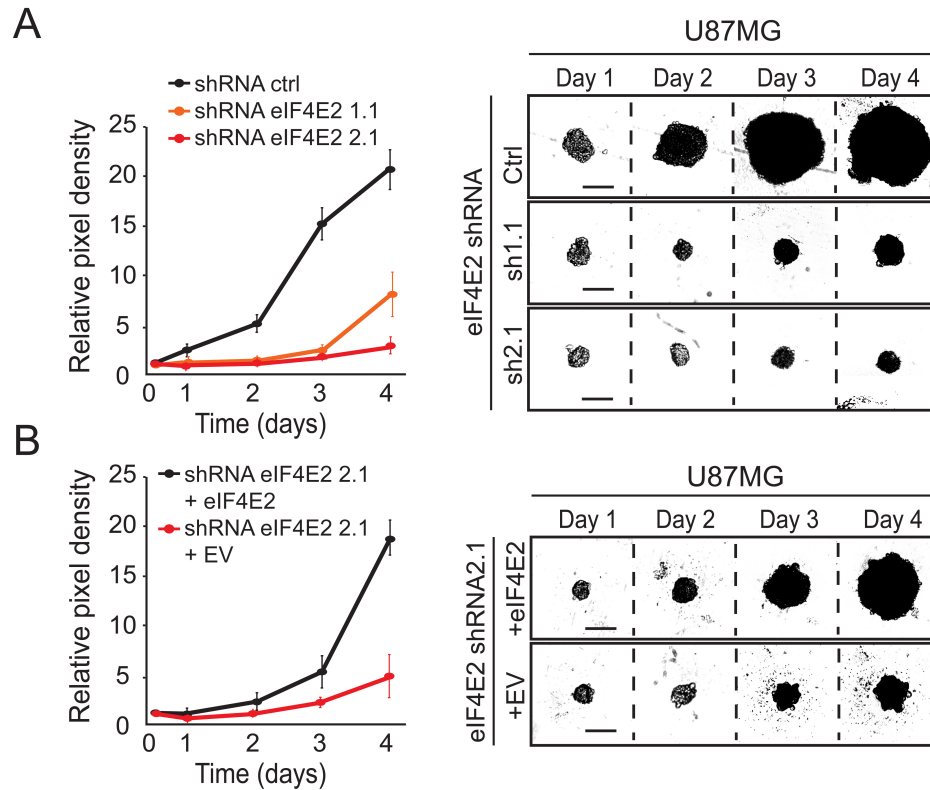 A
shRNA ctrl
shRNA eIF4E2 1.1
shRNA eIF4E2 2.1
Relative pixel density
25
20
15
10
5
0
0 1 2 3 4
Time (days)
U87MG
Day 1 Day 2 Day 3 Day 4
eIF4E2 shRNA
Ctrl
sh1.1
sh2.1
B
shRNA eIF4E2 2.1
+ eIF4E2
shRNA eIF4E2 2.1
+ EV
Relative pixel density
25
20
15
10
5
0
0 1 2 3 4
Time (days)
U87MG
Day 1 Day 2 Day 3 Day 4
eIF4E2 shRNA2.1
+eIF4E2
+EV